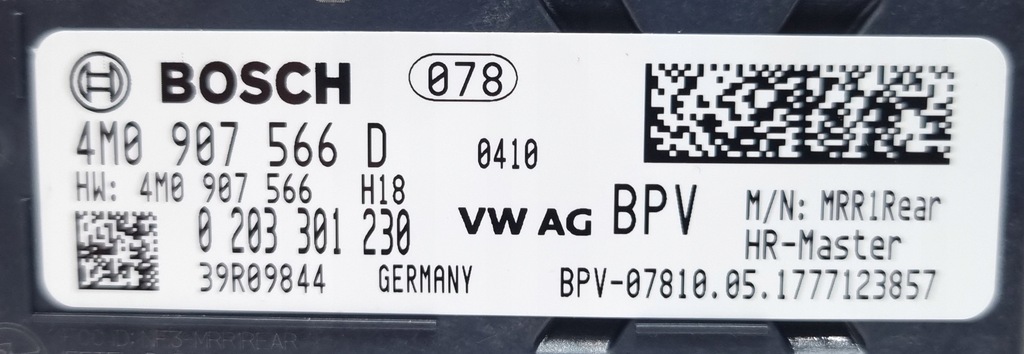 BOSCH 078
4M0 907 566 D 0410
HW: 4M0 907 566 H18
0 203 301 230 VW AG BPV M/N: MRR1Rear
HR-Master
39R09844 GERMANY BPV-07810.05.1777123857